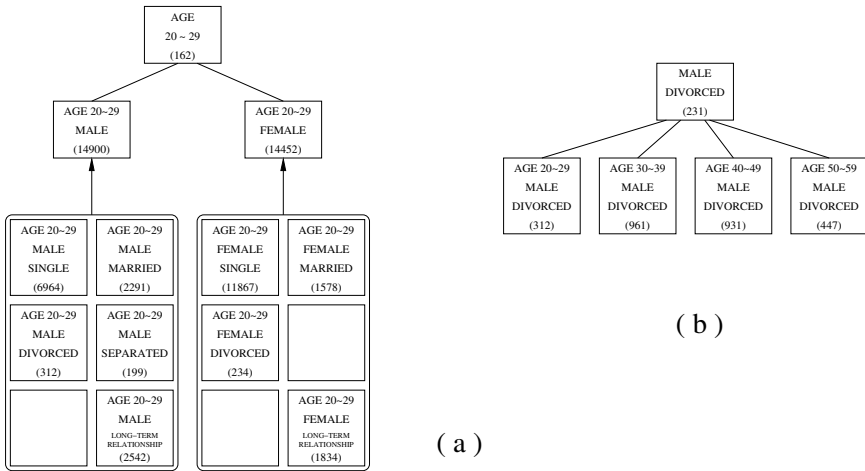 AGE
20 ~ 29
(162)
AGE 20~29
MALE
(14900)
AGE 20~29
FEMALE
(14452)
AGE 20~29
MALE
SINGLE
(6964)
AGE 20~29
MALE
MARRIED
(2291)
AGE 20~29
MALE
DIVORCED
(312)
AGE 20~29
MALE
SEPARATED
(199)
AGE 20~29
MALE
LONG-TERM
RELATIONSHIP
(2542)
AGE 20~29
FEMALE
SINGLE
(11867)
AGE 20~29
FEMALE
MARRIED
(1578)
AGE 20~29
FEMALE
DIVORCED
(234)
AGE 20~29
FEMALE
LONG-TERM
RELATIONSHIP
(1834)
( a )
MALE
DIVORCED
(231)
AGE 20~29
MALE
DIVORCED
(312)
AGE 30~39
MALE
DIVORCED
(961)
AGE 40~49
MALE
DIVORCED
(931)
AGE 50~59
MALE
DIVORCED
(447)
( b )